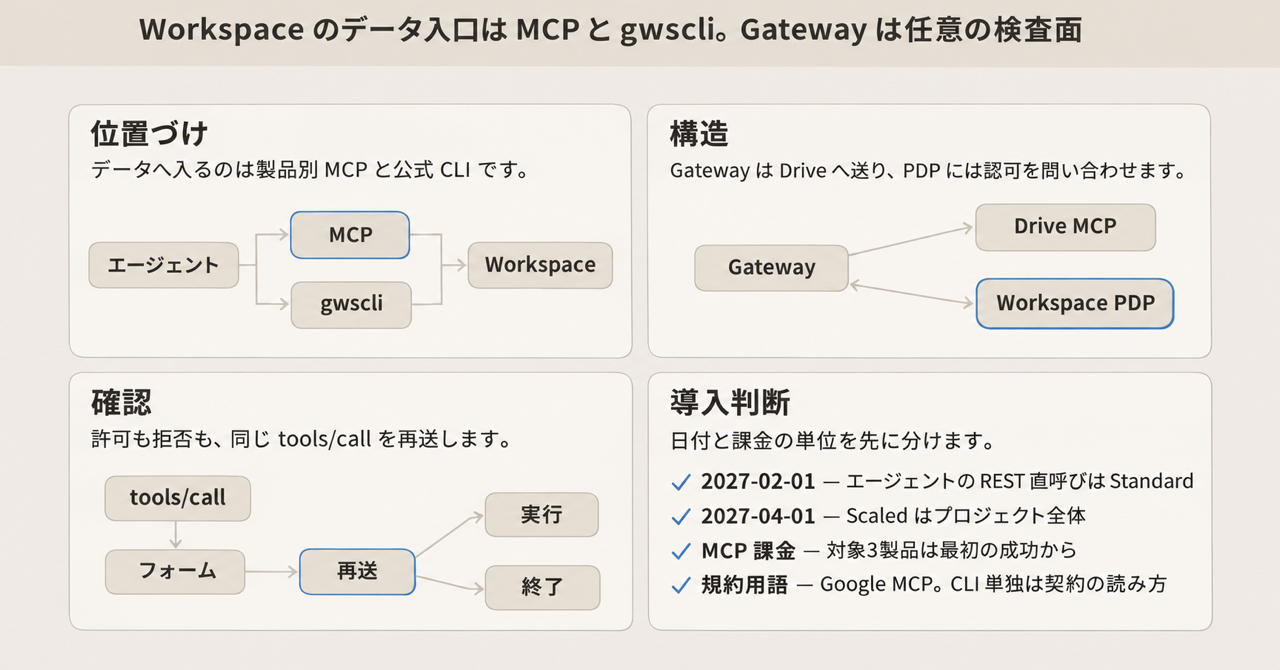 Workspace のデータ入口は MCP と gwscli。Gateway は任意の検査面
位置づけ
データへ入るのは製品別 MCP と公式 CLI です。
エージェント
MCP
gwscli
Workspace
構造
Gateway は Drive へ送り、PDP には認可を問い合わせます。
Gateway
Drive MCP
Workspace PDP
確認
許可も拒否も、同じ tools/call を再送します。
tools/call
フォーム
再送
実行
終了
導入判断
日付と課金の単位を先に分けます。
2027-02-01 — エージェントの REST 直呼びは Standard
2027-04-01 — Scaled はプロジェクト全体
MCP 課金 — 対象3製品は最初の成功から
規約用語 — Google MCP。CLI 単独は契約の読み方